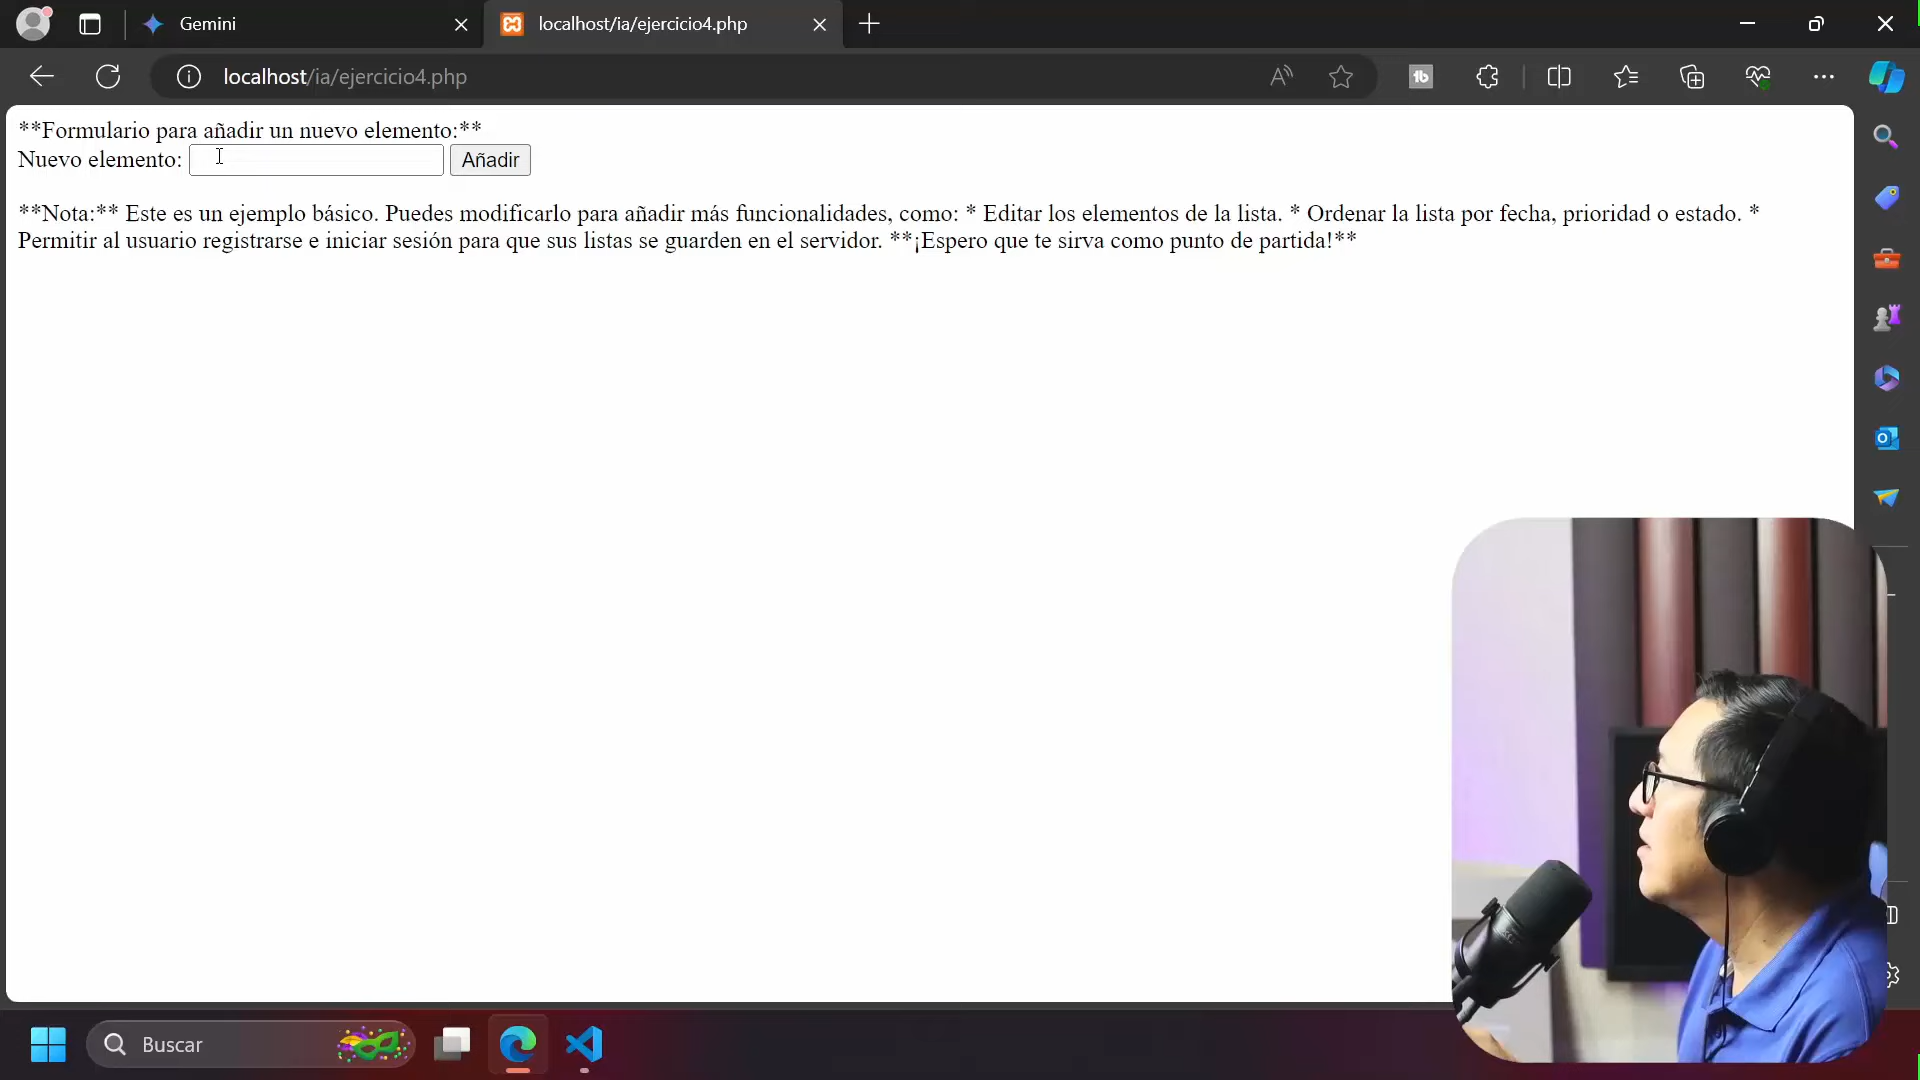 Gemini
localhost/ia/ejercicio4.php
localhost/ia/ejercicio4.php
**Formulario para añadir un nuevo elemento:**
Nuevo elemento: Añadir
**Nota:** Este es un ejemplo básico. Puedes modificarlo para añadir más funcionalidades, como: * Editar los elementos de la lista. * Ordenar la lista por fecha, prioridad o estado. *
Permitir al usuario registrarse e iniciar sesión para que sus listas se guarden en el servidor. **¡Espero que te sirva como punto de partida!**
Buscar